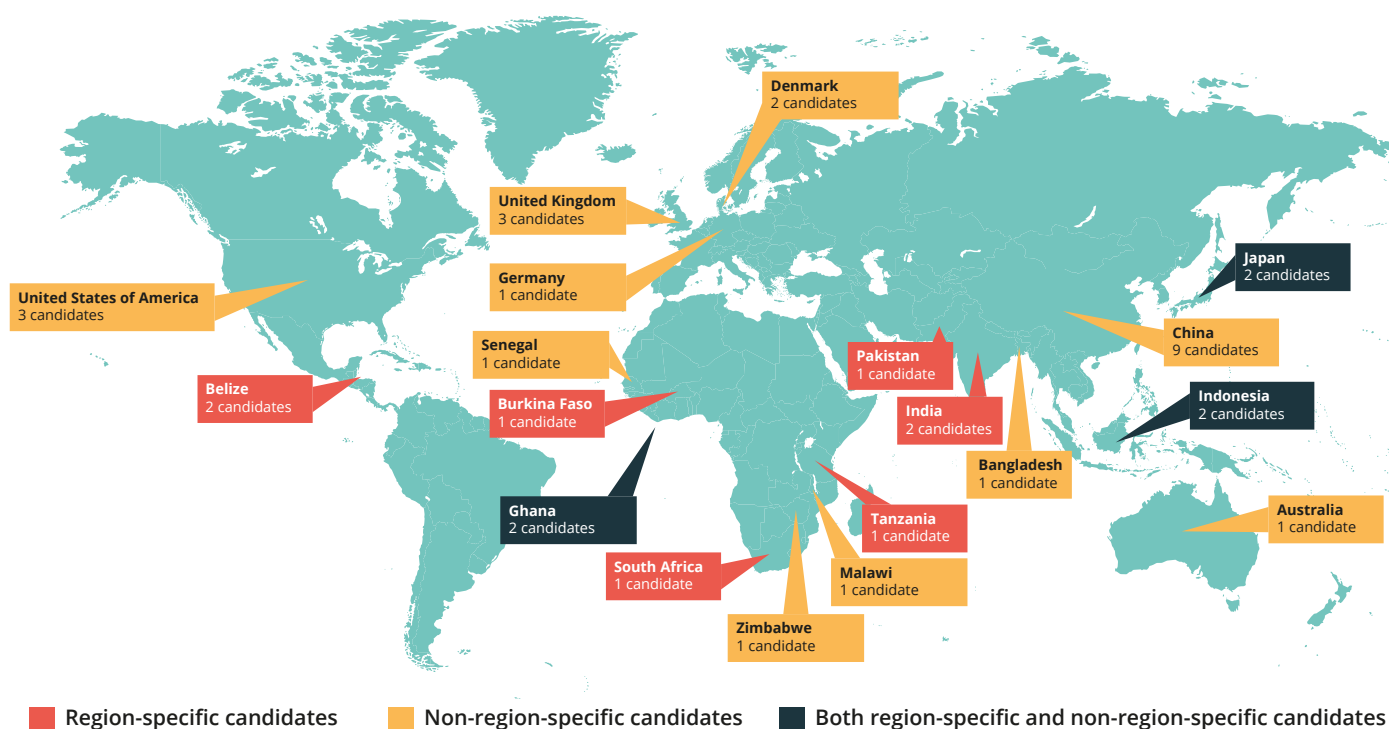 Denmark
2 candidates
United Kingdom
3 candidates
Germany
1 candidate
Japan
2 candidates
United States of America
3 candidates
China
9 candidates
Senegal
1 candidate
Pakistan
1 candidate
Belize
2 candidates
Burkina Faso
1 candidate
India
2 candidates
Indonesia
2 candidates
Bangladesh
1 candidate
Ghana
2 candidates
Tanzania
1 candidate
Australia
1 candidate
South Africa
1 candidate
Malawi
1 candidate
Zimbabwe
1 candidate
Region-specific candidates
Non-region-specific candidates
Both region-specific and non-region-specific candidates